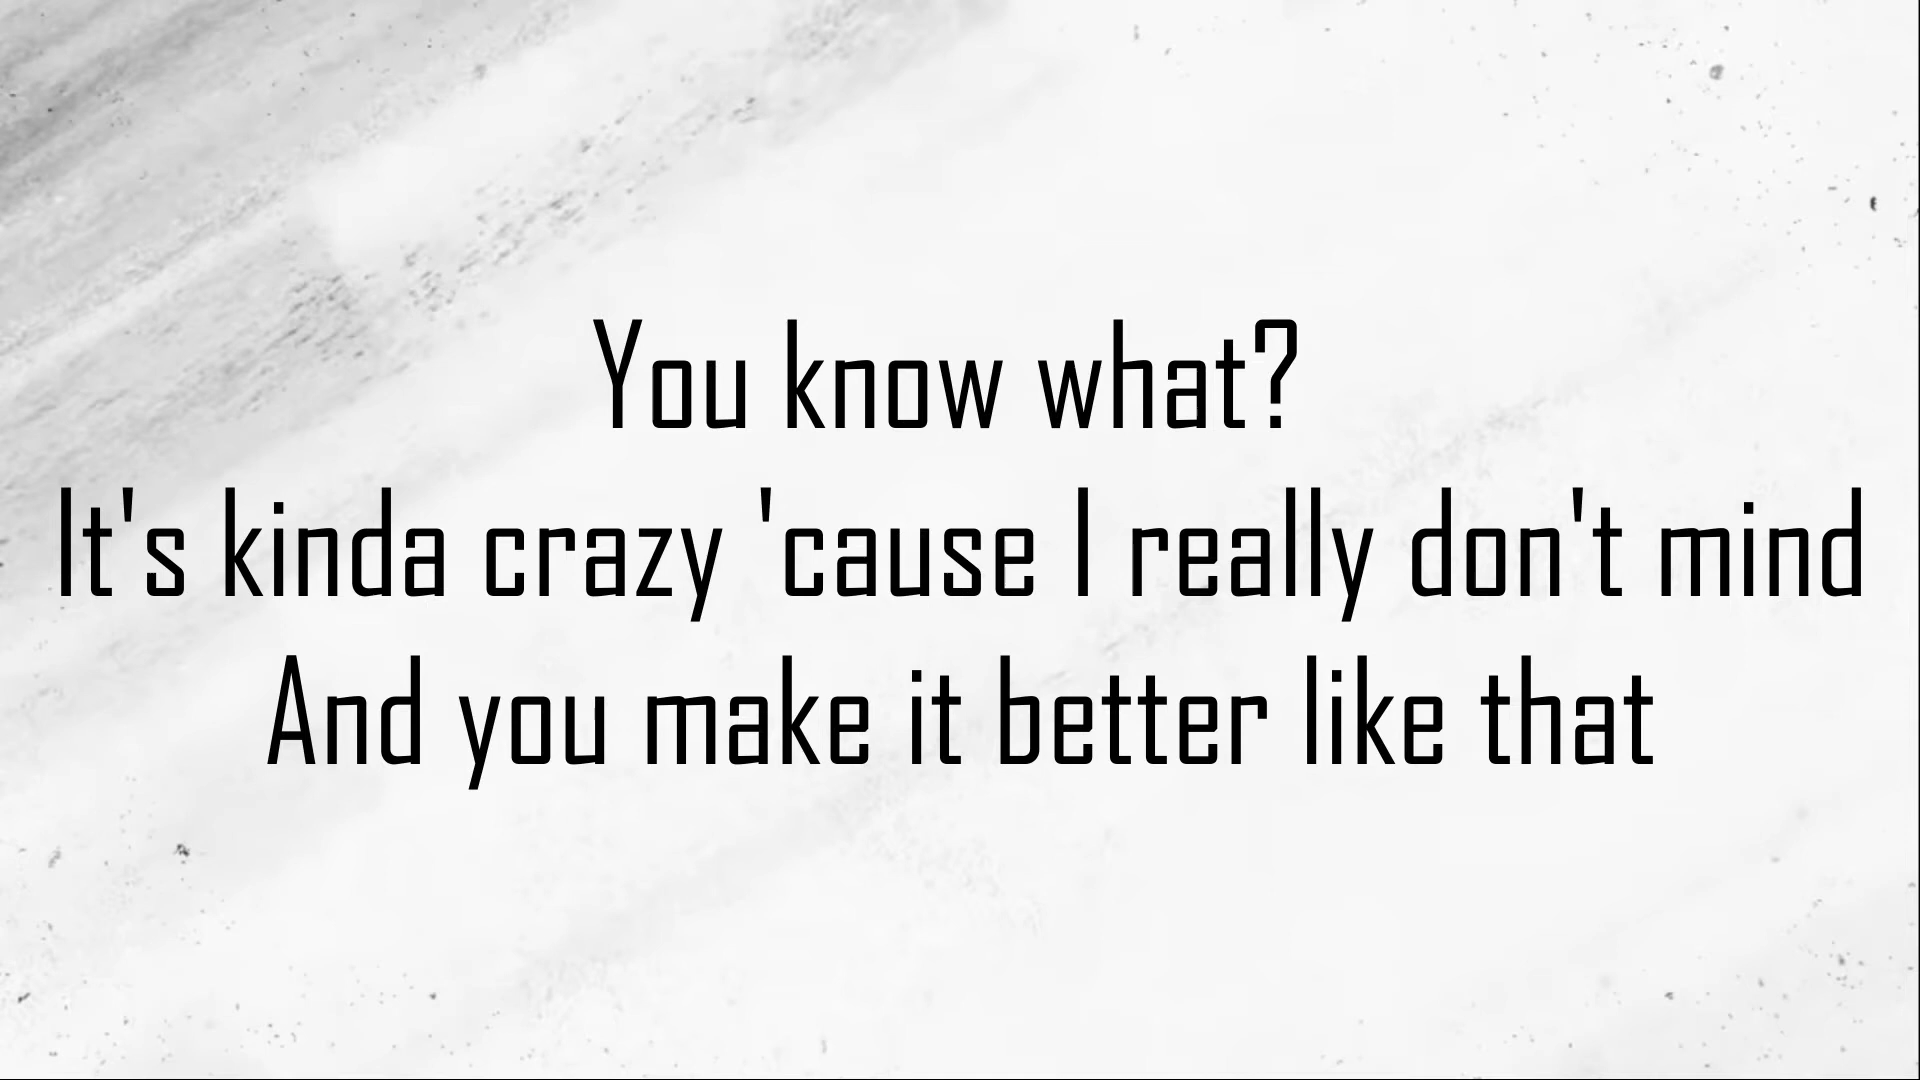 You know what?
It's kinda crazy 'cause I really don't mind
And you make it better like that